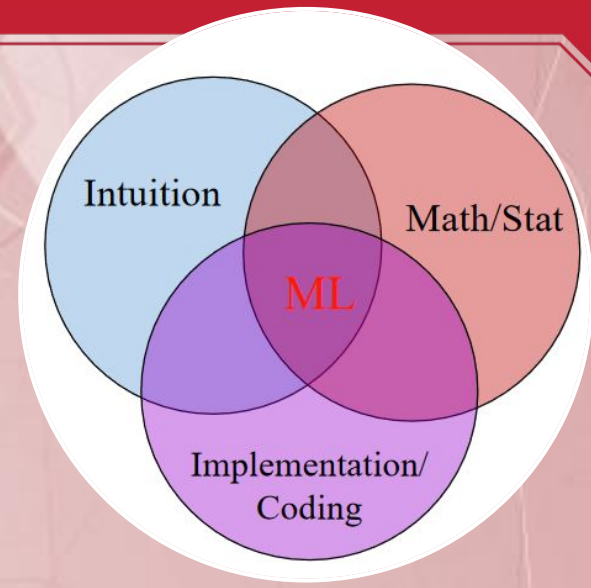 Intuition
Math/Stat
ML
Implementation/
Coding